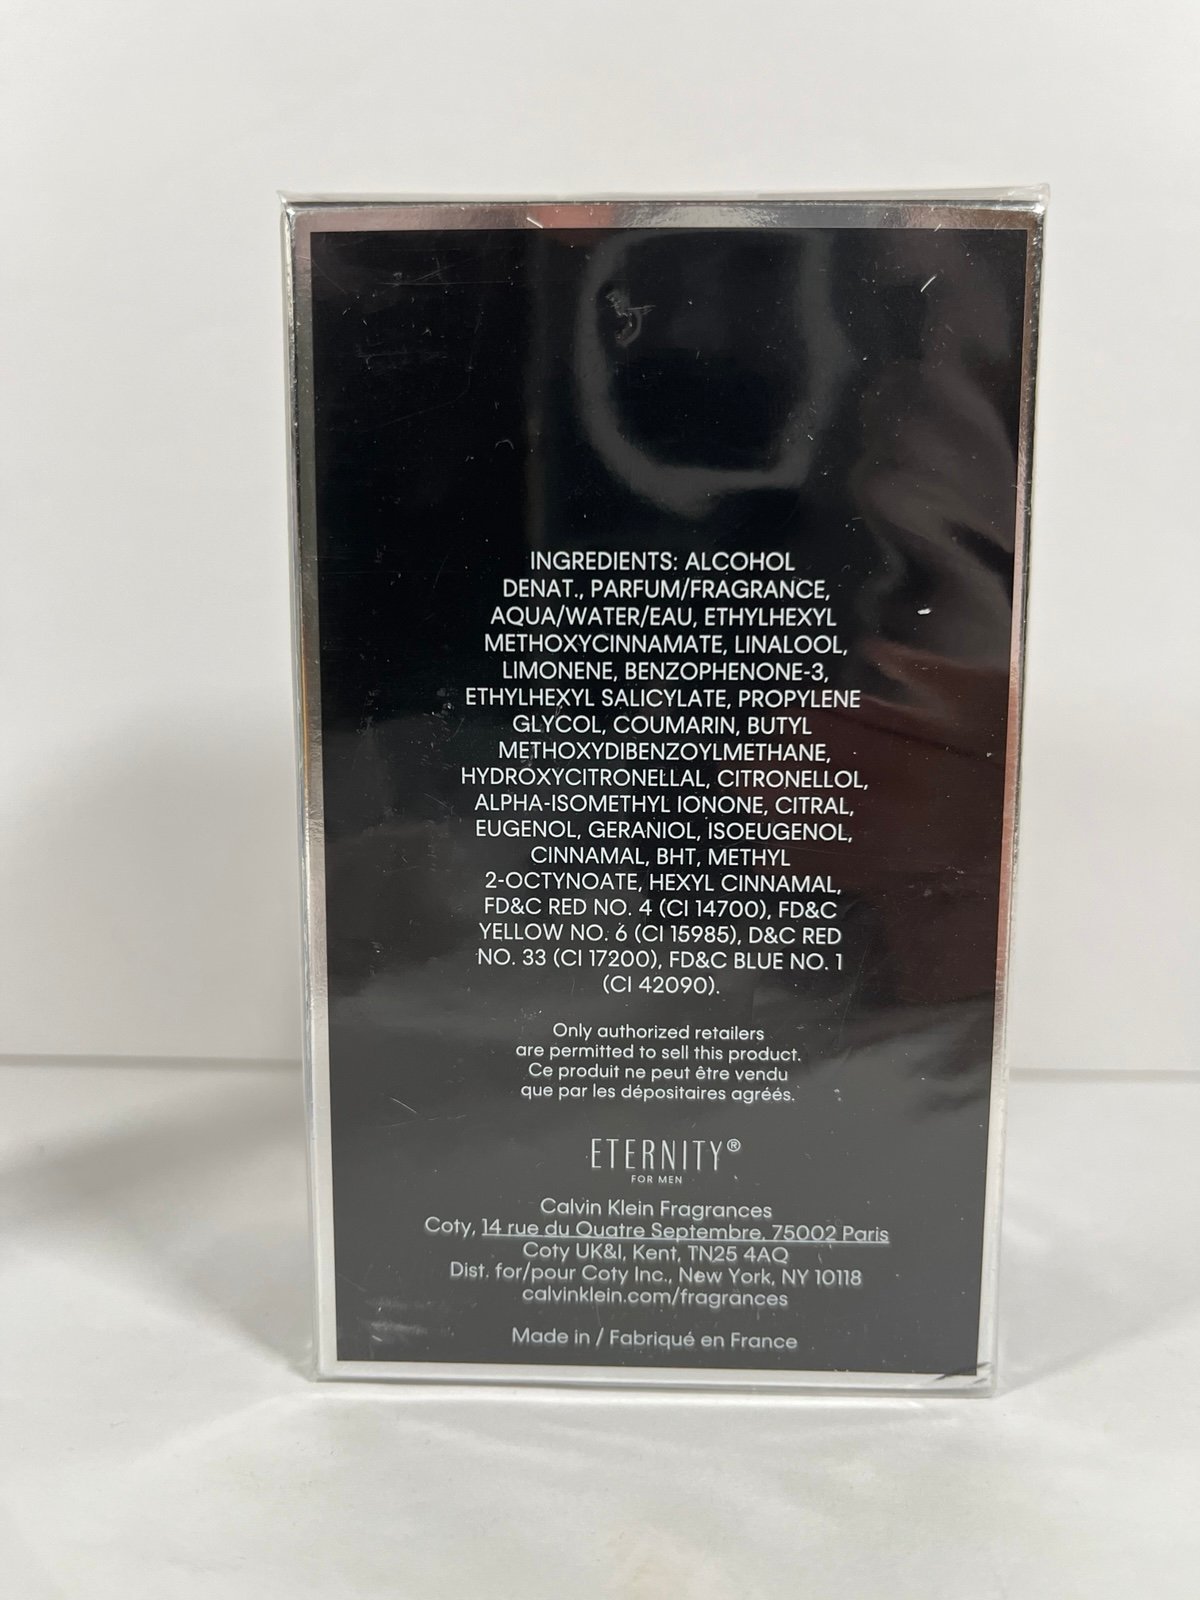 INGREDIENTS: ALCOHOL
DENAT., PARFUM/FRAGRANCE,
AQUA/WATER/EAU, ETHYLHEXYL
METHOXYCINNAMATE, LINALOOL,
LIMONENE, BENZOPHENONE-3,
ETHYLHEXYL SALICYLATE, PROPYLENE
GLYCOL, COUMARIN, BUTYL
METHOXYDIBENZOYLMETHANE,
HYDROXYCITRONELLAL, CITRONELLOL,
ALPHA-ISOMETHYL IONONE, CITRAL,
EUGENOL, GERANIOL, ISOEUGENOL,
CINNAMAL, BHT, METHYL
2-OCTYNOATE, HEXYL CINNAMAL,
FD&C RED NO. 4 (CI 14700), FD&C
YELLOW NO. 6 (CI 15985), D&C RED
NO. 33 (CI 17200), FD&C BLUE NO. 1
(CI 42090).
Only authorized retailers
are permitted to sell this product.
Ce produit ne peut être vendu
que par les dépositaires agréés.
ETERNITY®
FOR MEN
Calvin Klein Fragrances
Coty, 14 rue du Quatre Septembre, 75002 Paris
Coty UK&I, Kent, TN25 4AQ
Dist. for/pour Coty Inc., New York, NY 10118
calvinklein.com/fragrances
Made in / Fabriqué en France